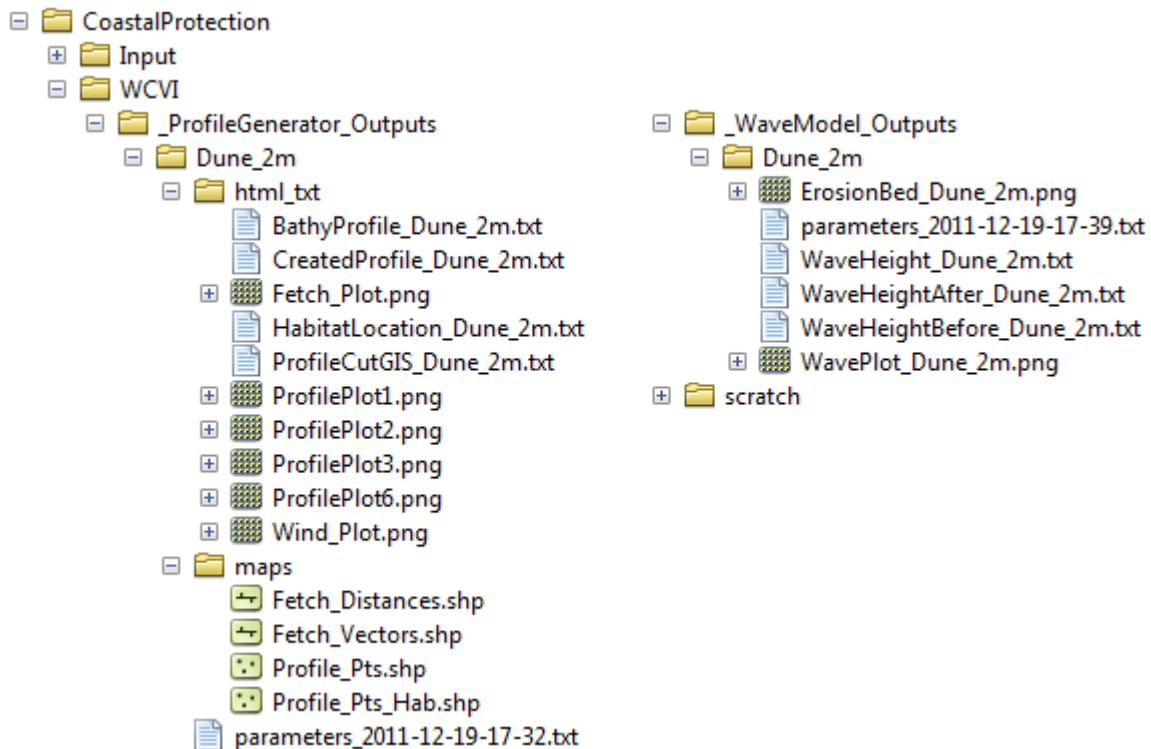 CoastalProtection
Input
WCVI
_ProfileGenerator_Outputs
Dune_2m
html_txt
BathyProfile_Dune_2m.txt
CreatedProfile_Dune_2m.txt
Fetch_Plot.png
HabitatLocation_Dune_2m.txt
ProfileCutGIS_Dune_2m.txt
ProfilePlot1.png
ProfilePlot2.png
ProfilePlot3.png
ProfilePlot6.png
Wind_Plot.png
maps
Fetch_Distances.shp
Fetch_Vectors.shp
Profile_Pts.shp
Profile_Pts_Hab.shp
parameters_2011-12-19-17-32.txt
_WaveModel_Outputs
Dune_2m
ErosionBed_Dune_2m.png
parameters_2011-12-19-17-39.txt
WaveHeight_Dune_2m.txt
WaveHeightAfter_Dune_2m.txt
WaveHeightBefore_Dune_2m.txt
WavePlot_Dune_2m.png
scratch